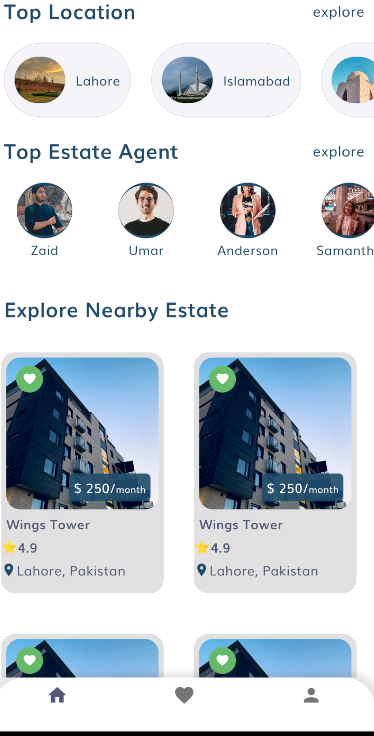 Top Location explore
Lahore Islamabad
Top Estate Agent explore
Zaid Umar Anderson Samanth
Explore Nearby Estate
$ 250/month $ 250/month
Wings Tower Wings Tower
4.9 4.9
Lahore, Pakistan Lahore, Pakistan